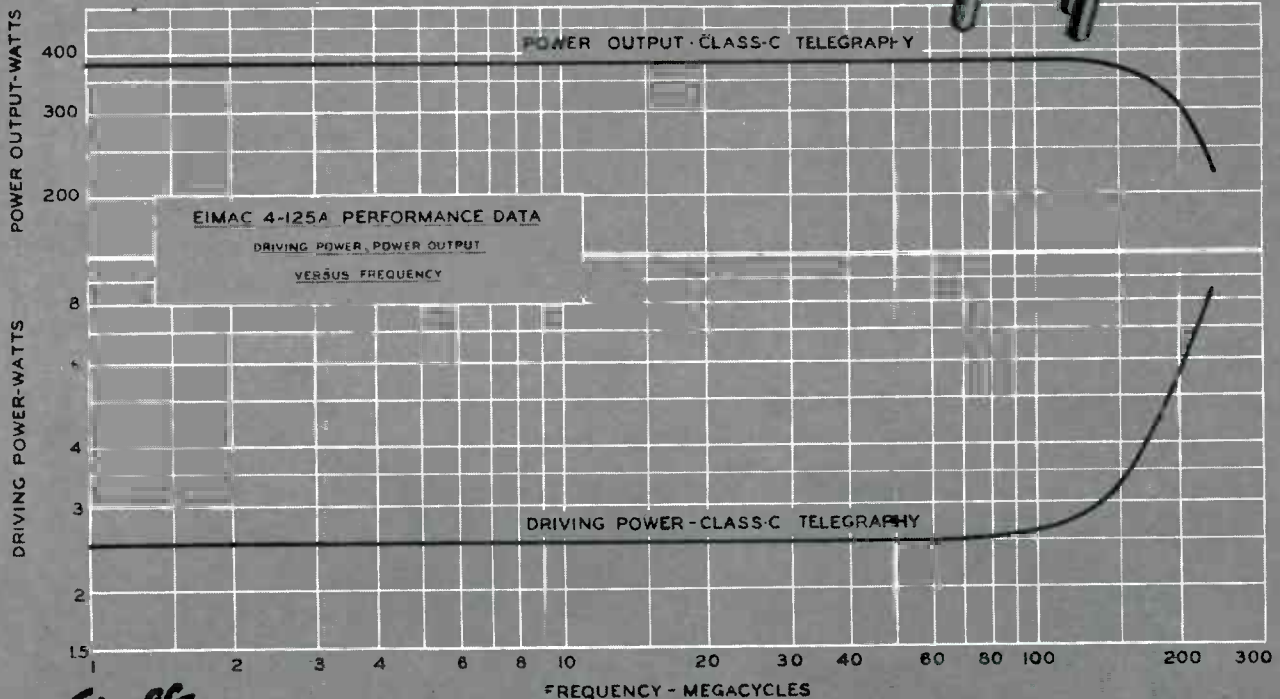 POWER OUTPUT-WATTS
400
300
200
POWER OUTPUT · CLASS-C TELEGRAPHY
EIMAC 4-125A PERFORMANCE DATA
DRIVING POWER, POWER OUTPUT
VERSUS FREQUENCY
DRIVING POWER-WATTS
8
6
4
3
2
1.5
DRIVING POWER - CLASS-C TELEGRAPHY
1 2 3 4 6 8 10 20 30 40 60 80 100 200 300
FREQUENCY - MEGACYCLES